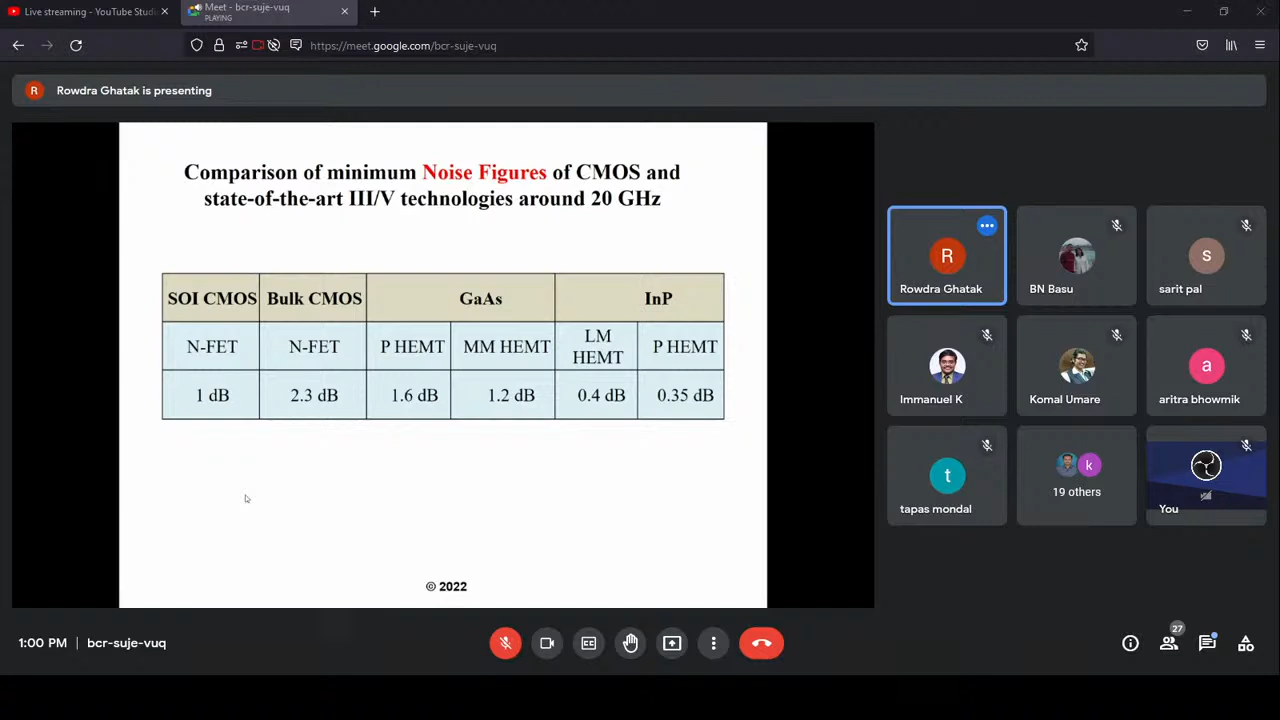 Live streaming - YouTube Studi
Meet - bcr-suje-vuq
PLAYING
https://meet.google.com/bcr-suje-vuq
R Rowdra Ghatak is presenting
Comparison of minimum Noise Figures of CMOS and
state-of-the-art III/V technologies around 20 GHz
SOI CMOS Bulk CMOS GaAs InP
N-FET N-FET P HEMT MM HEMT LM HEMT P HEMT
1 dB 2.3 dB 1.6 dB 1.2 dB 0.4 dB 0.35 dB
© 2022
R
Rowdra Ghatak
BN Basu
s
sarit pal
Immanuel K
Komal Umare
a
aritra bhowmik
t
tapas mondal
k
19 others
You
1:00 PM | bcr-suje-vuq
CC
27